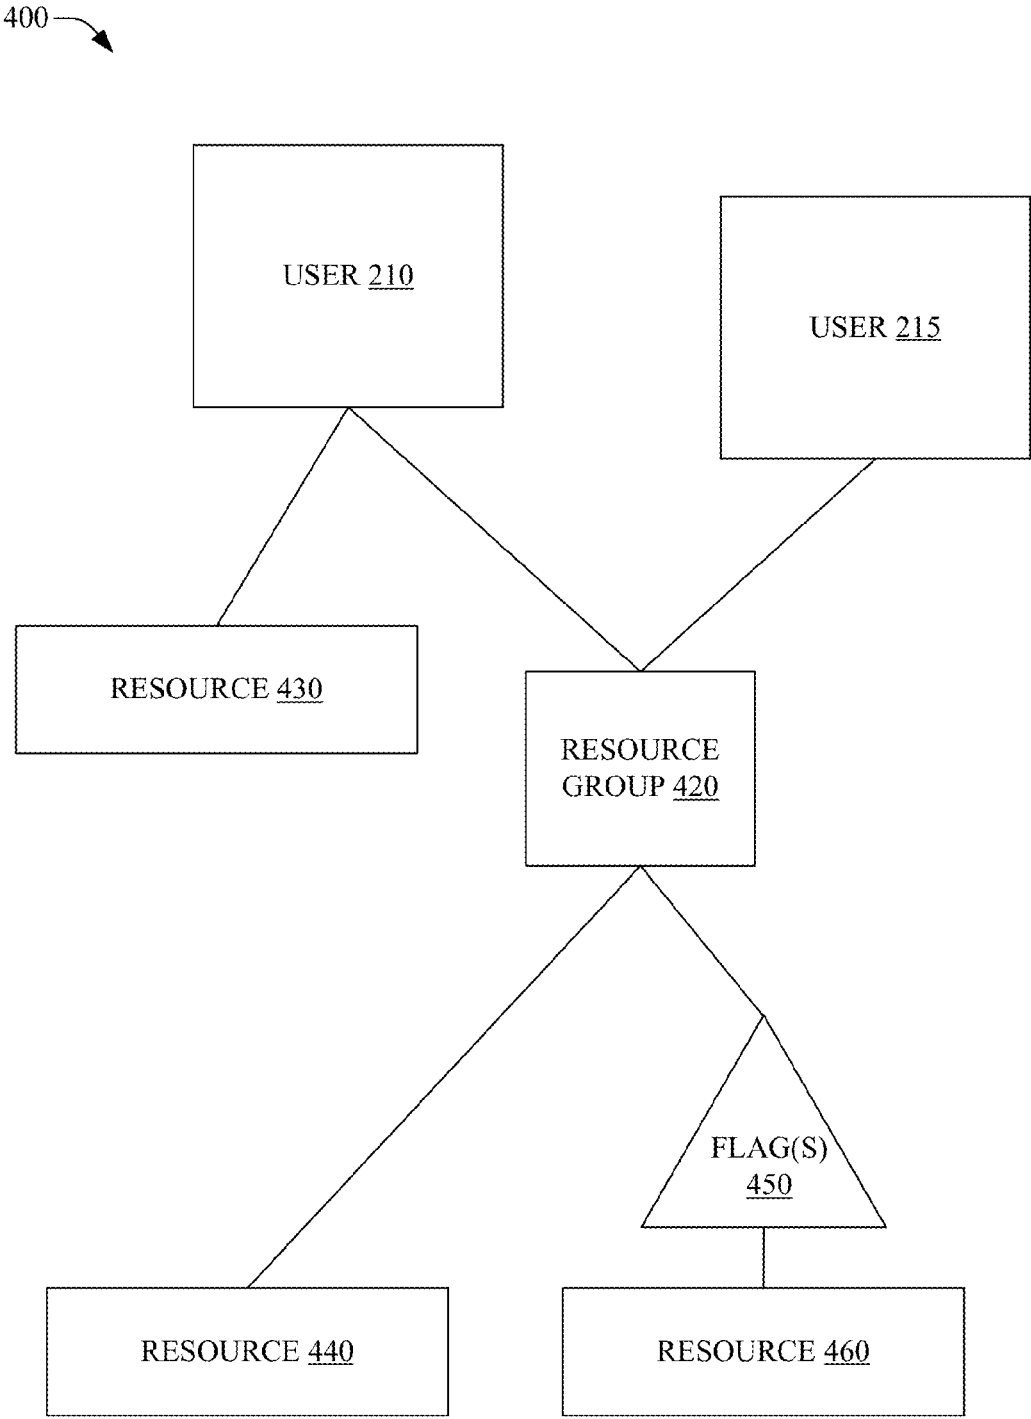 400
USER 210
USER 215
RESOURCE 430
RESOURCE
GROUP 420
FLAG(S)
450
RESOURCE 440
RESOURCE 460